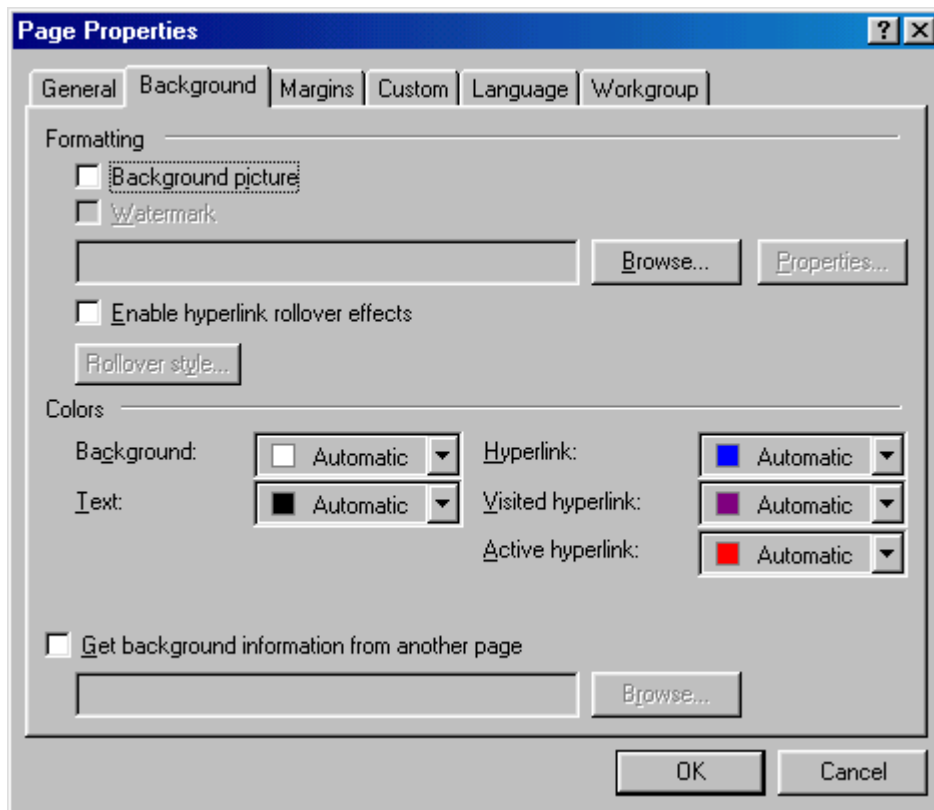 Page Properties ?
General Background Margins Custom Language Workgroup
Formatting
Background picture
Watermark
Browse... Properties...
Enable hyperlink rollover effects
Rollover style...
Colors
Background: Automatic Hyperlink: Automatic
Text: Automatic Visited hyperlink: Automatic
Active hyperlink: Automatic
Get background information from another page
Browse...
OK Cancel